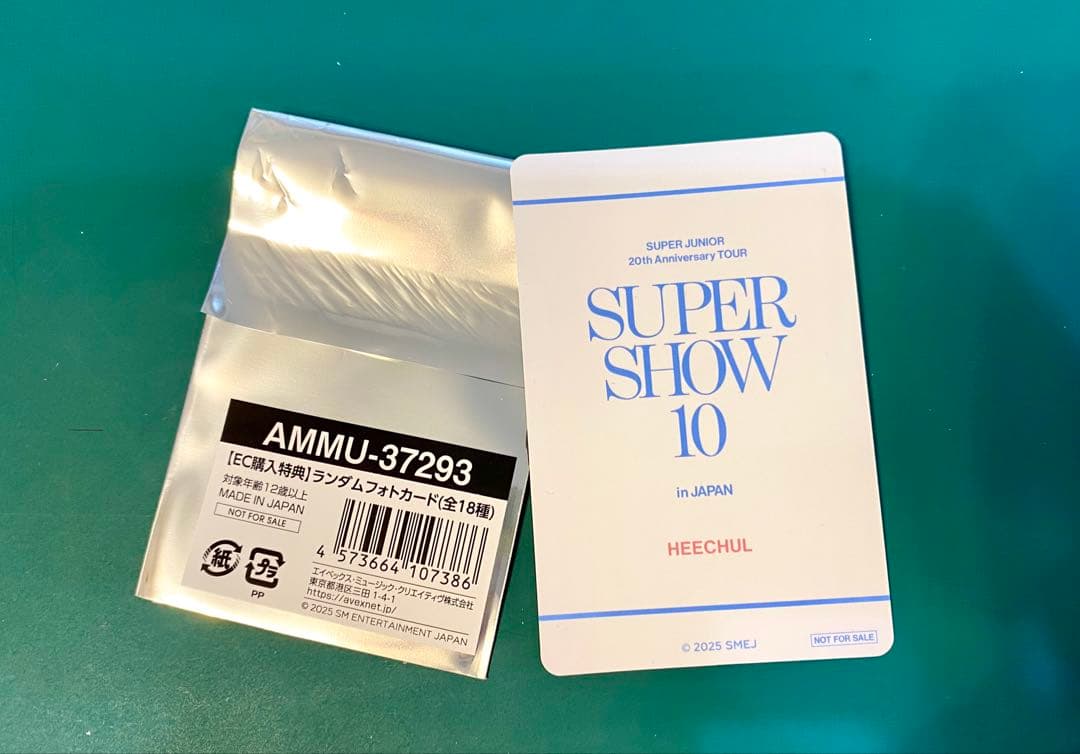 AMMU-37293
【EC購入特典】ランダムフォトカード(全18種)
対象年齢12歳以上
MADE IN JAPAN
NOT FOR SALE
紙
プラ
PP
4 573664 107386
エイベックス・ミュージック・クリエイティヴ株式会社
東京都港区三田 1-4-1
https://avexnet.jp/
© 2025 SM ENTERTAINMENT JAPAN
SUPER JUNIOR
20th Anniversary TOUR
SUPER
SHOW
10
in JAPAN
HEECHUL
© 2025 SMEJ
NOT FOR SALE